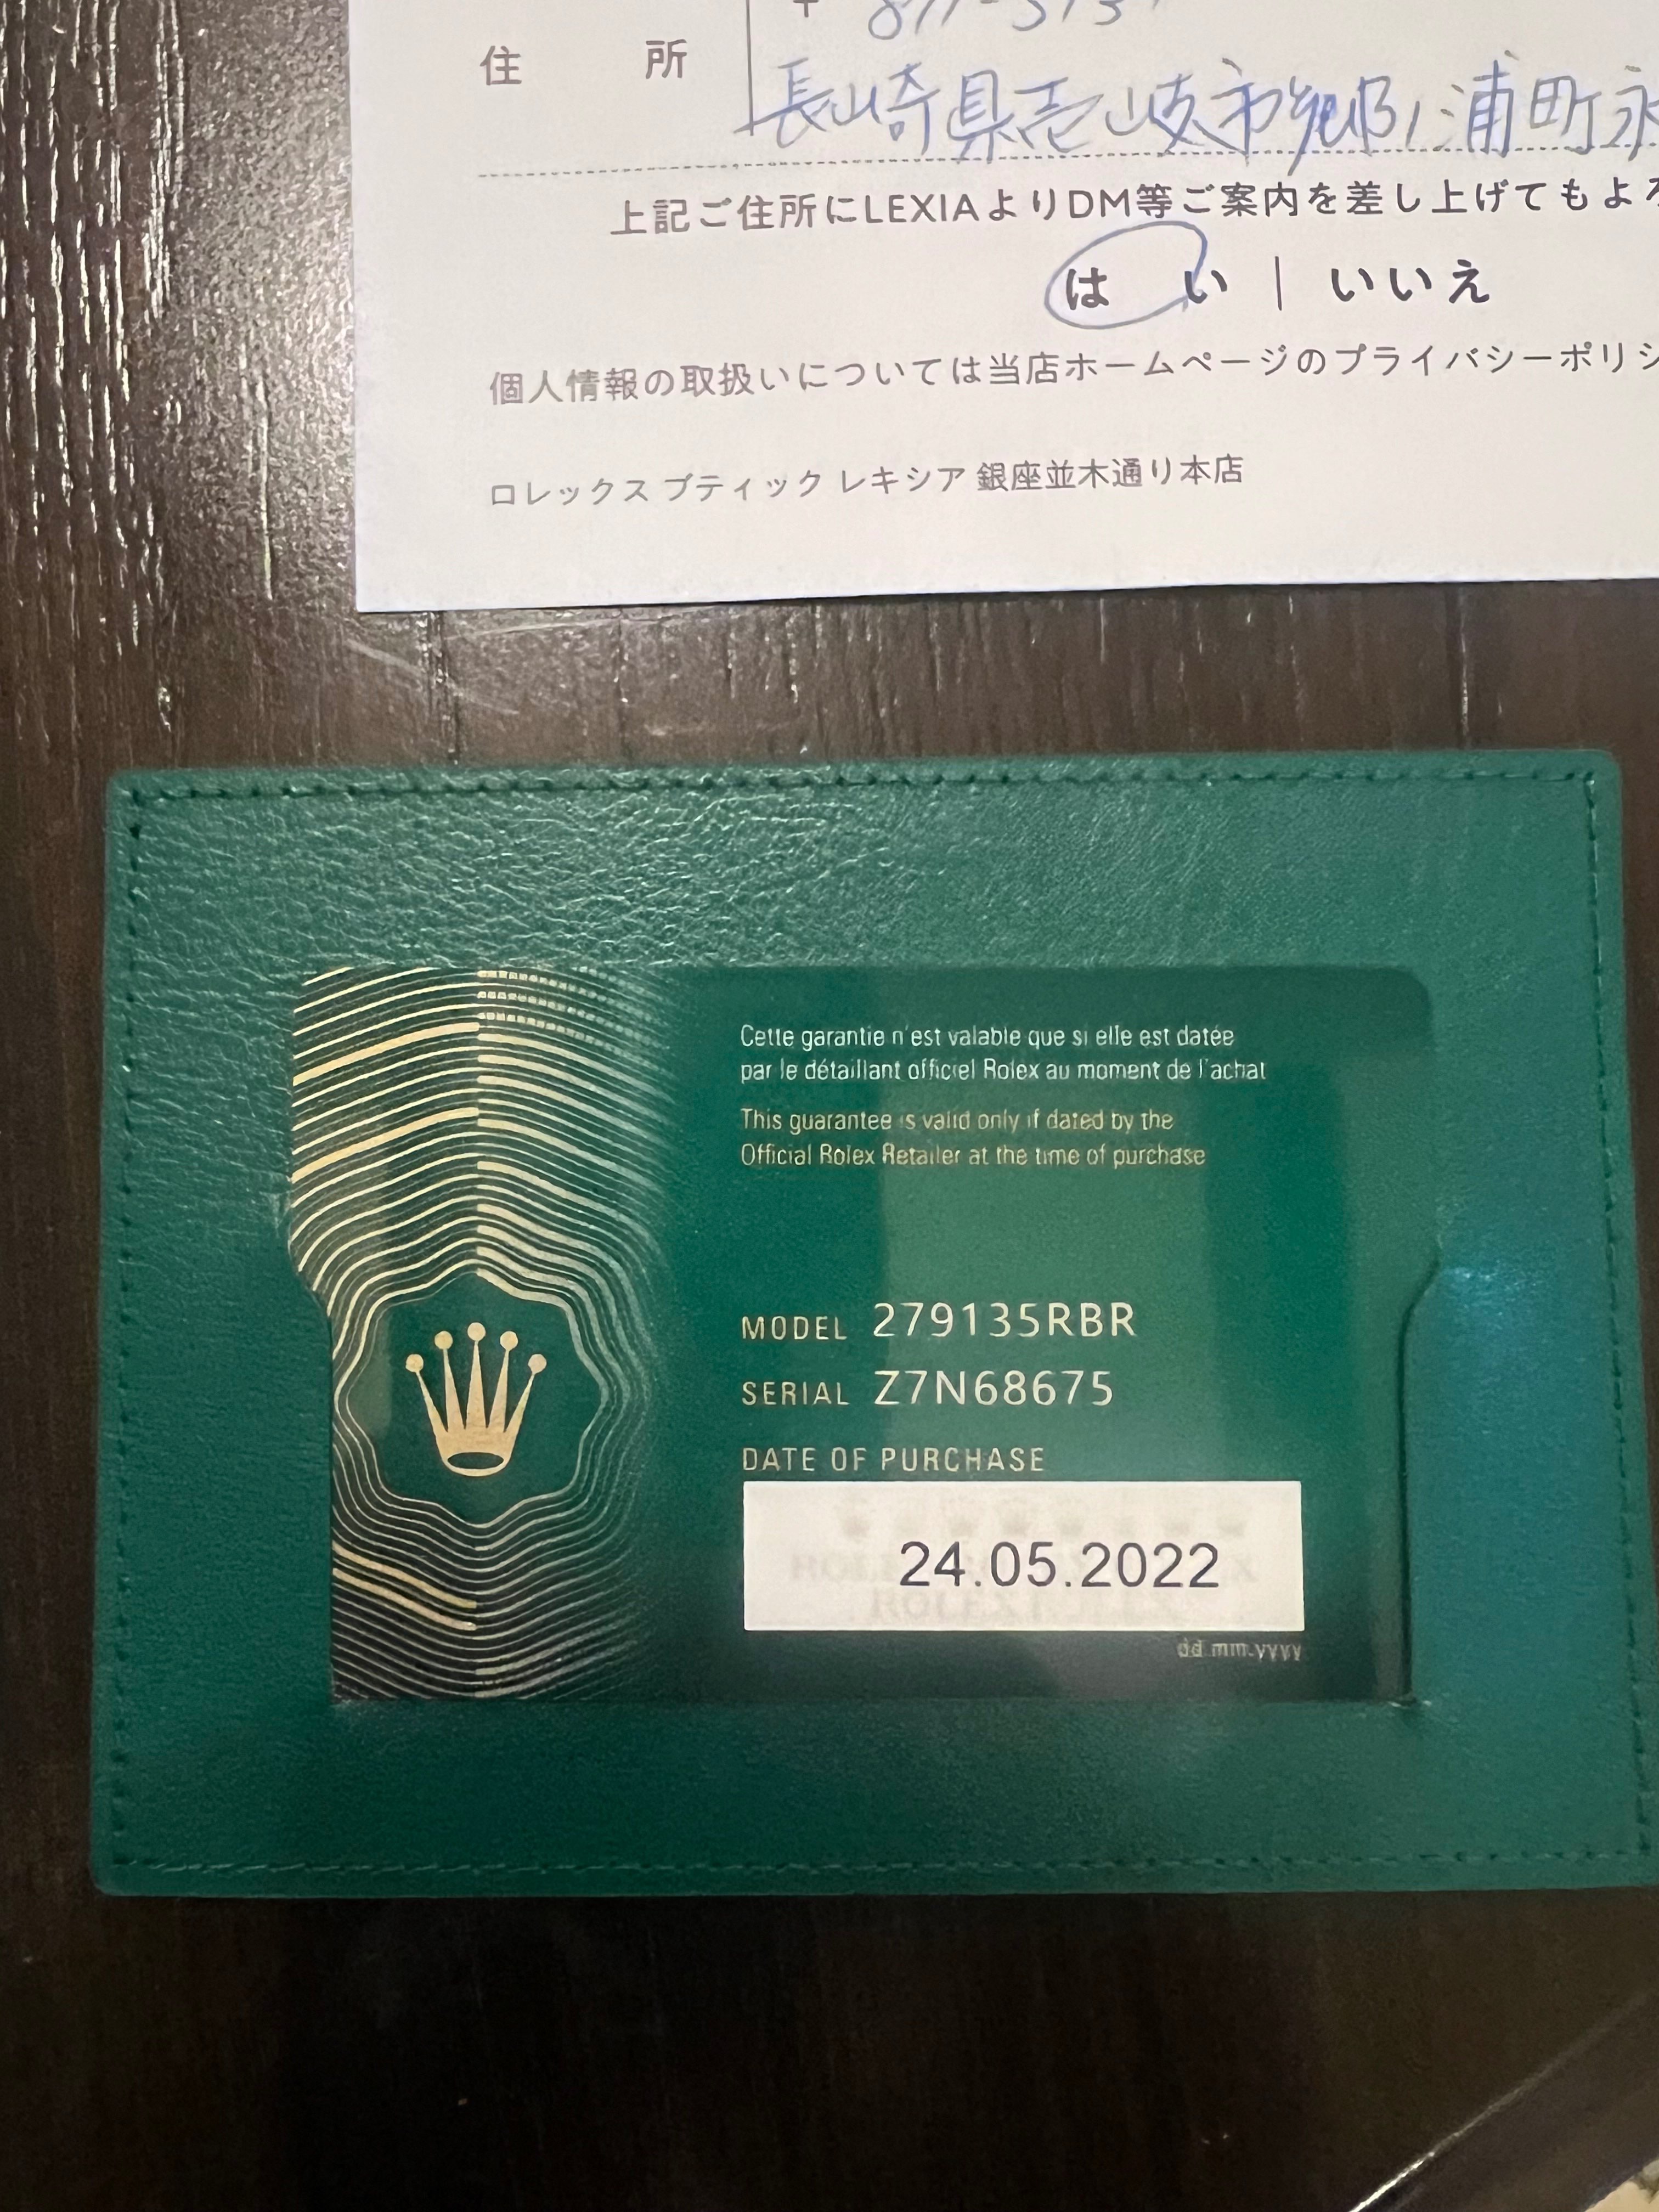 住 所
長崎県壱岐市郷ノ浦町永
上記ご住所にLEXIAよりDM等ご案内を差し上げてもよろ
は い | いいえ
個人情報の取扱いについては当店ホームページのプライバシーポリシ
ロレックス ブティック レキシア 銀座並木通り本店
Cette garantie n'est valable que si elle est datée
par le détaillant officiel Rolex au moment de l'achat
This guarantee is valid only if dated by the
Official Rolex Retailer at the time of purchase
MODEL 279135RBR
SERIAL Z7N68675
DATE OF PURCHASE
24.05.2022
dd.mm.yyyy